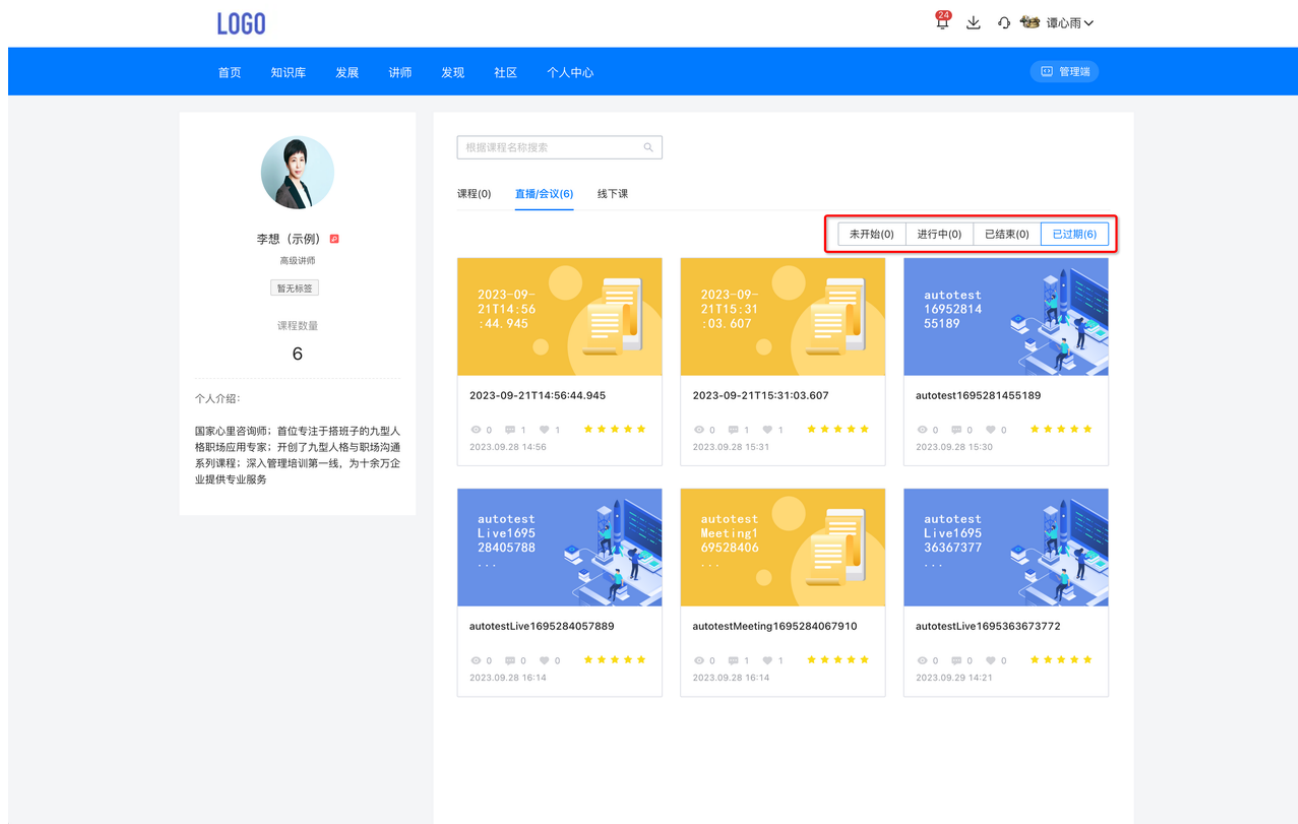 LOGO
24
谭心雨
首页 知识库 发展 讲师 发现 社区 个人中心
管理端
李想（示例）
高级讲师
暂无标签
课程数量
6
个人介绍：
国家心里咨询师；首位专注于搭班子的九型人
格职场应用专家；开创了九型人格与职场沟通
系列课程；深入管理培训第一线，为十余万企
业提供专业服务
根据课程名称搜索
课程(0) 直播/会议(6) 线下课
未开始(0) 进行中(0) 已结束(0) 已过期(6)
2023-09-
21T14:56
:44.945
2023-09-21T14:56:44.945
0 1 1
2023.09.28 14:56
2023-09-
21T15:31
:03.607
2023-09-21T15:31:03.607
0 1 1
2023.09.28 15:31
autotest
16952814
55189
autotest1695281455189
0 0 0
2023.09.28 15:30
autotest
Live1695
28405788
...
autotestLive1695284057889
0 0 0
2023.09.28 16:14
autotest
Meeting1
69528406
...
autotestMeeting1695284067910
0 1 1
2023.09.28 16:14
autotest
Live1695
36367377
...
autotestLive1695363673772
0 0 0
2023.09.29 14:21